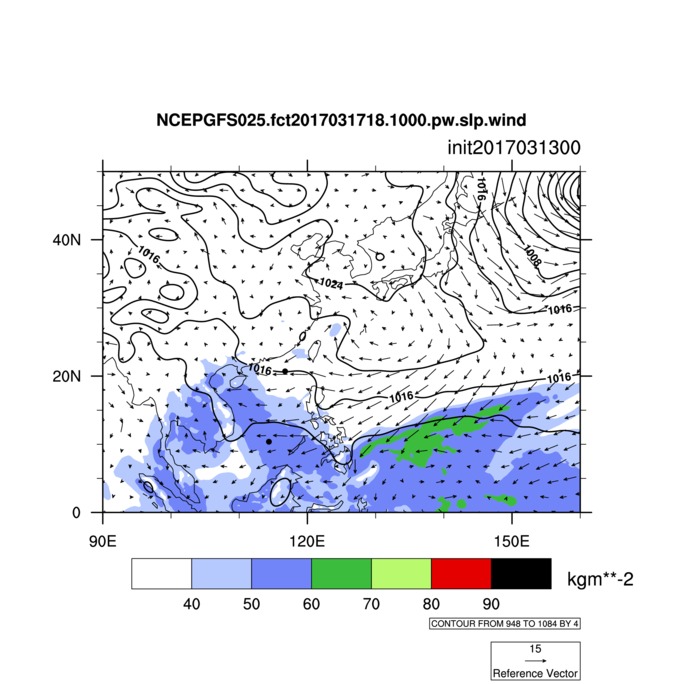 NCEPGFS025.fct2017031718.1000.pw.slp.wind
init2017031300
1016
40N
1016
1008
1024
1016
20N
1016
1016
1016
0
90E 120E 150E
kgm**-2
40 50 60 70 80 90
CONTOUR FROM 948 TO 1084 BY 4
15
Reference Vector